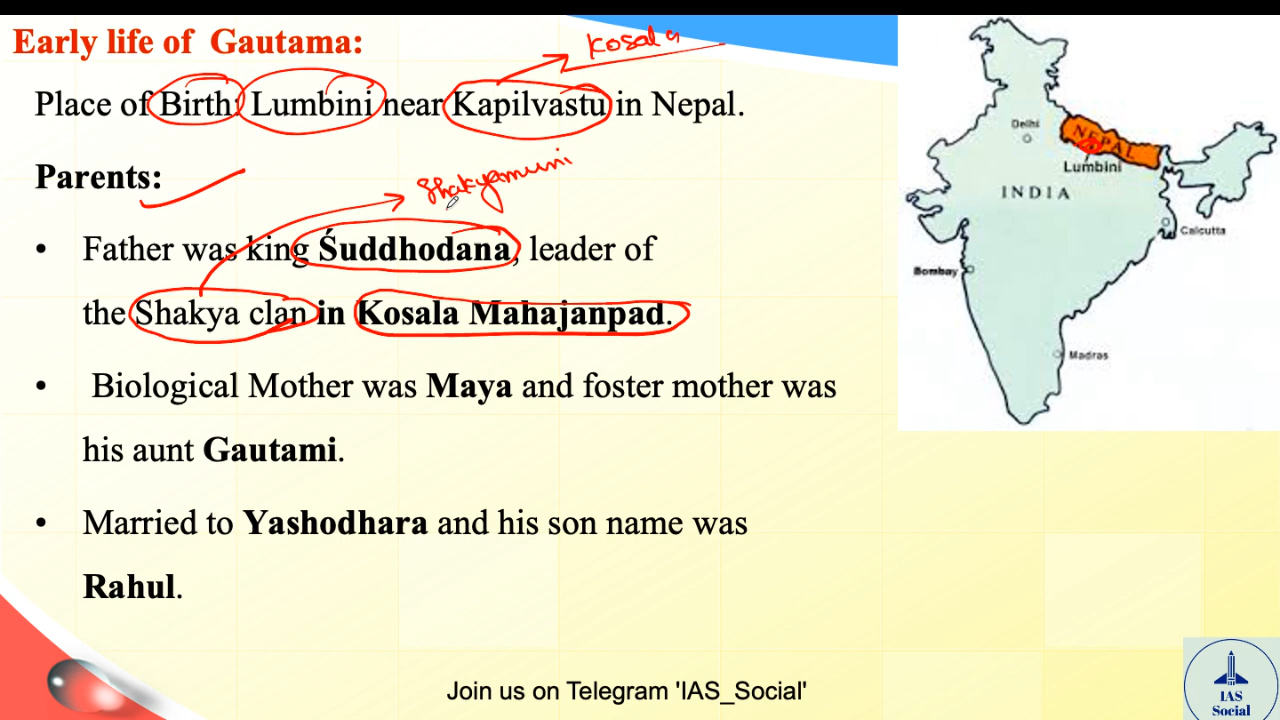 Early life of Gautama:
Kosala
Place of Birth: Lumbini near Kapilvastu in Nepal.
Parents:
Shakyamuni
• Father was king Śuddhodana, leader of
the Shakya clan in Kosala Mahajanpad.
• Biological Mother was Maya and foster mother was
his aunt Gautami.
• Married to Yashodhara and his son name was
Rahul.
Delhi
NEPAL
Lumbini
INDIA
Calcutta
Bombay
Madras
Join us on Telegram 'IAS_Social'
IAS
Social